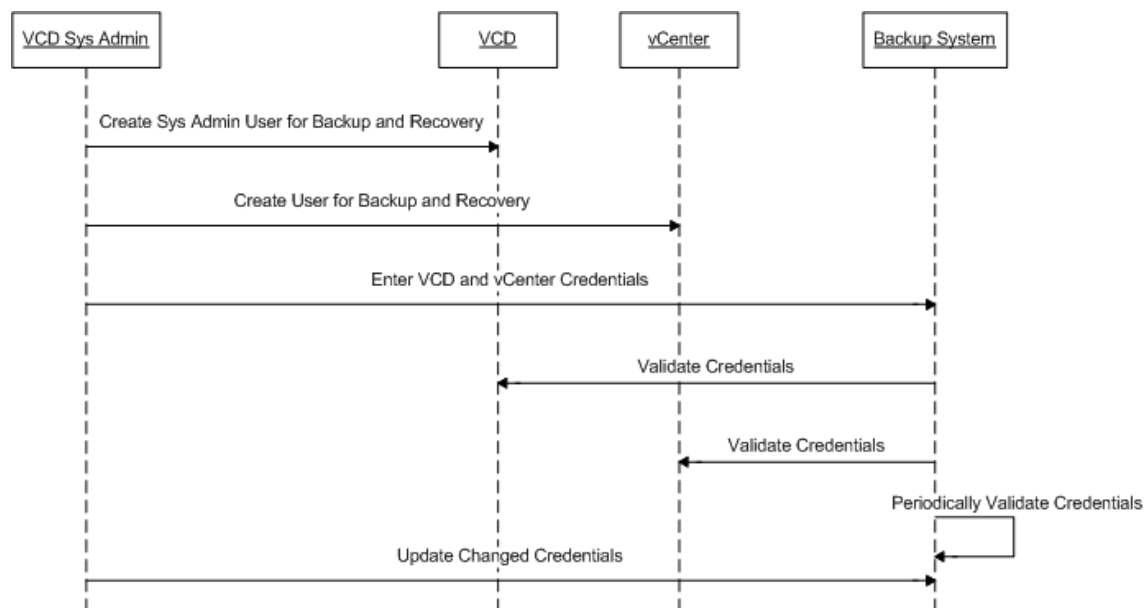 VCD Sys Admin
VCD
vCenter
Backup System
Create Sys Admin User for Backup and Recovery
Create User for Backup and Recovery
Enter VCD and vCenter Credentials
Validate Credentials
Validate Credentials
Periodically Validate Credentials
Update Changed Credentials